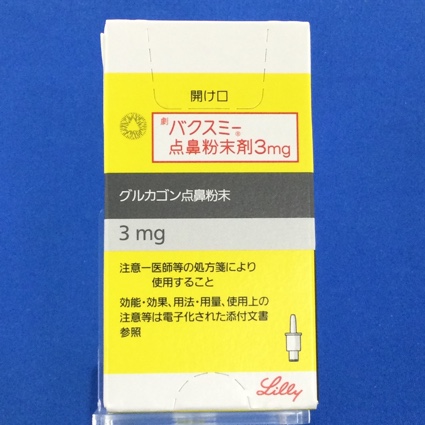 開け口
劇 バクスミー®
点鼻粉末剤3mg
グルカゴン点鼻粉末
3 mg
注意－医師等の処方箋により
使用すること
効能・効果、用法・用量、使用上の
注意等は電子化された添付文書
参照
Lilly